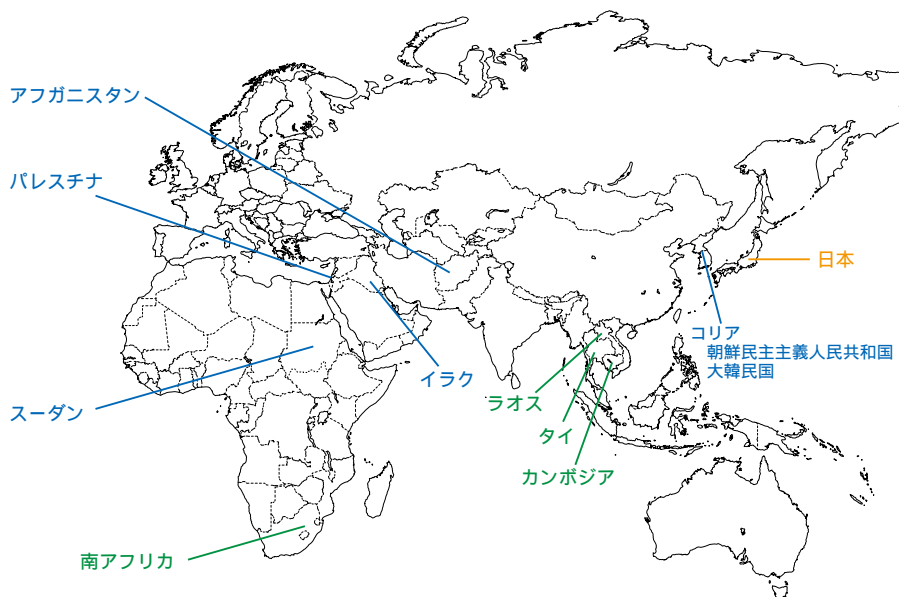 アフガニスタン
パレスチナ
日本
コリア
朝鮮民主主義人民共和国
大韓民国
イラク
ラオス
スーダン
タイ
カンボジア
南アフリカ